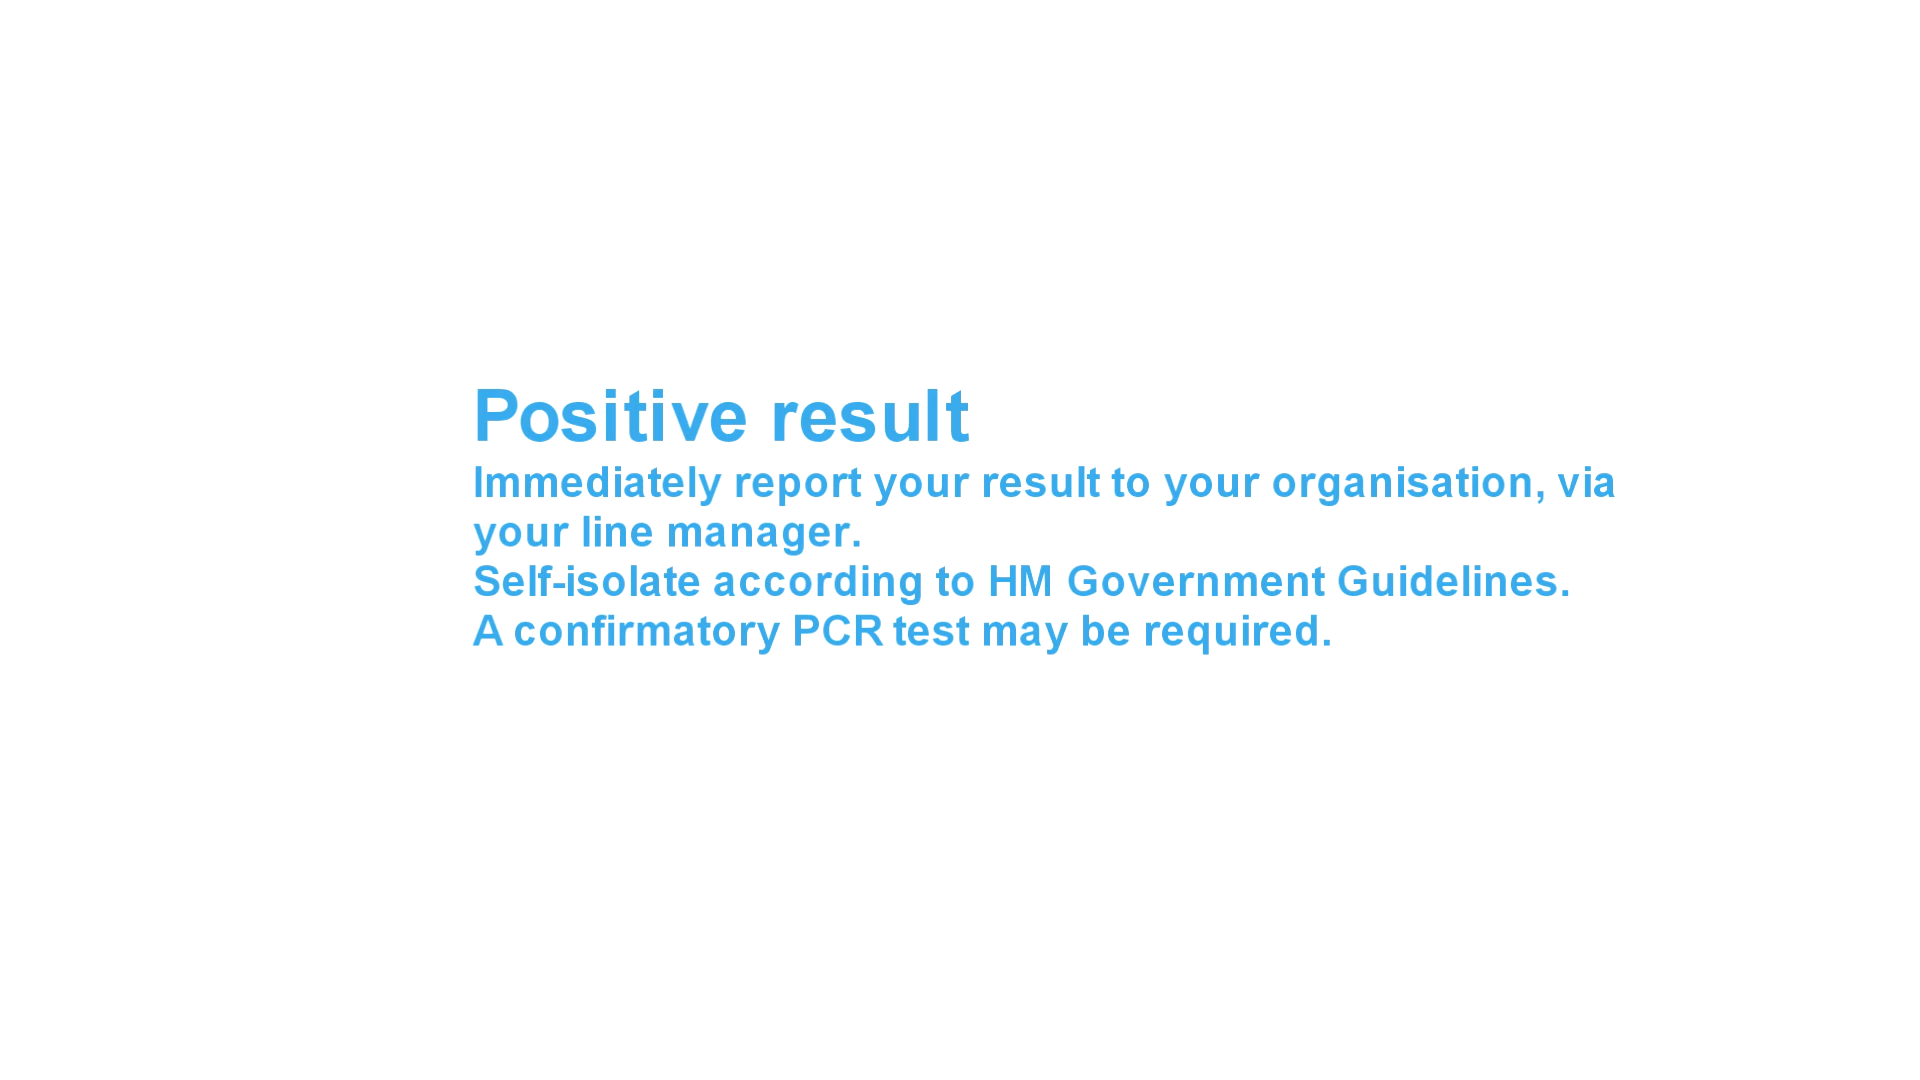 Positive result
Immediately report your result to your organisation, via
your line manager.
Self-isolate according to HM Government Guidelines.
A confirmatory PCR test may be required.